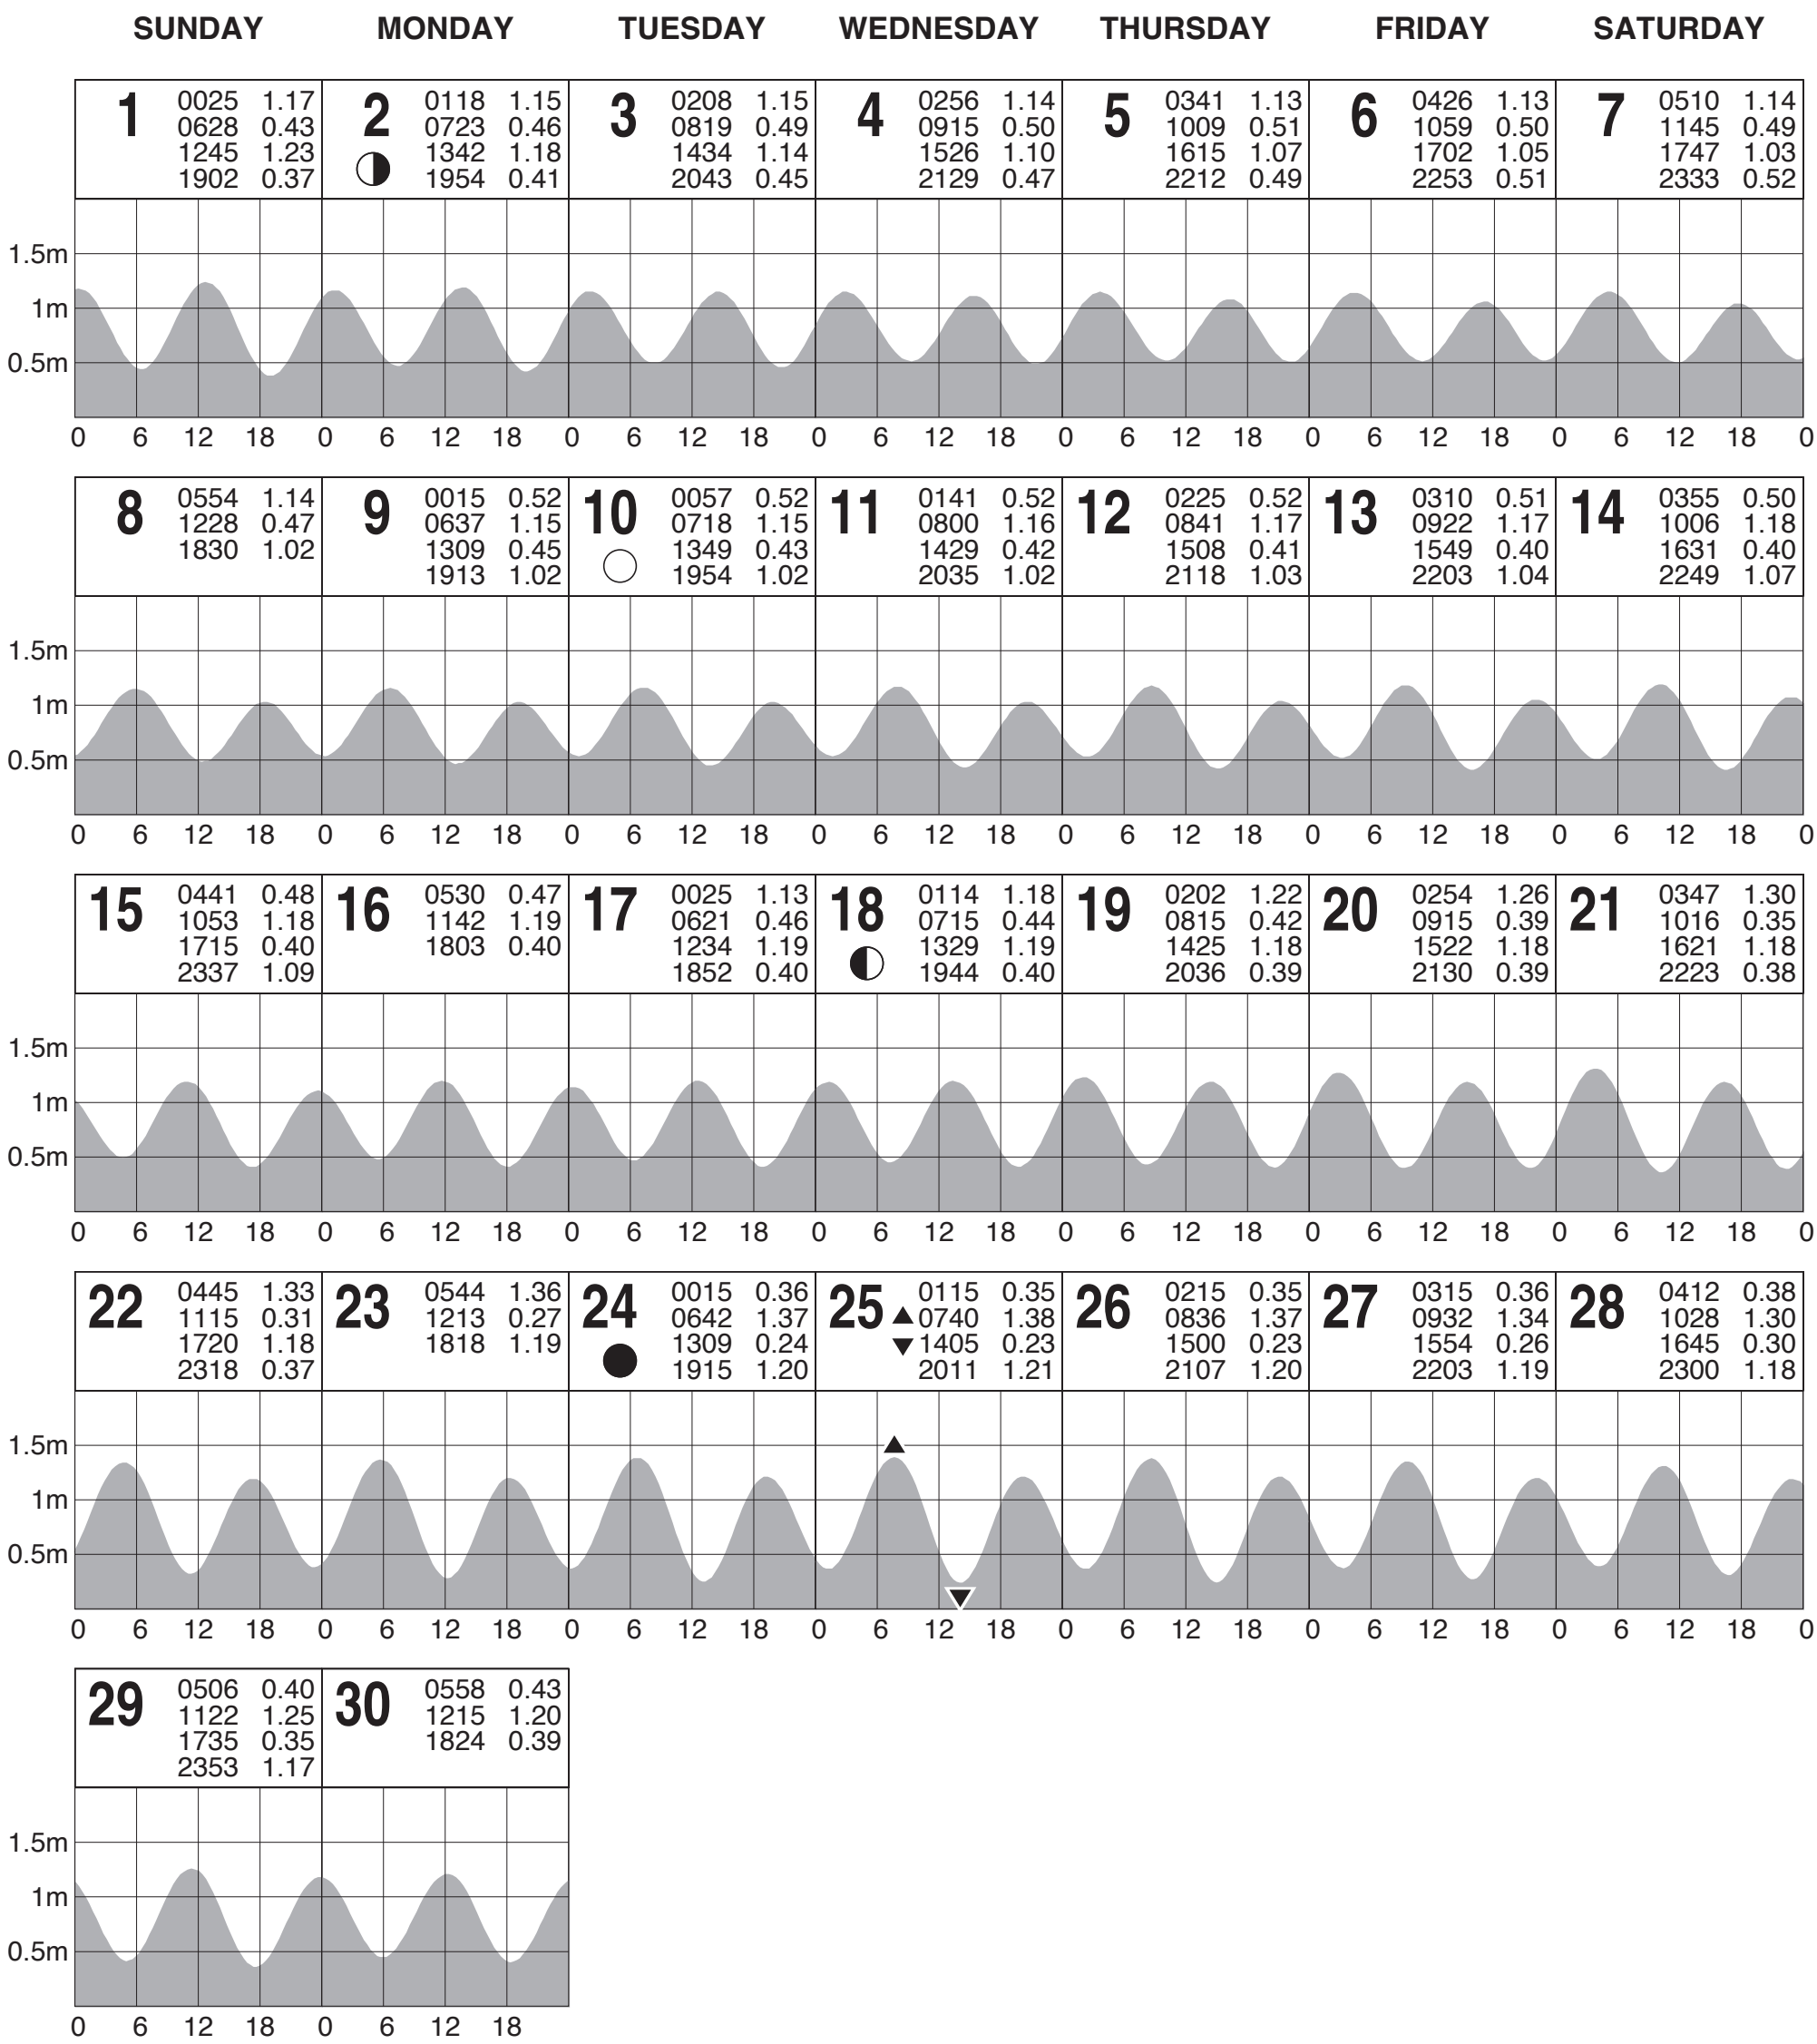 SUNDAY MONDAY TUESDAY WEDNESDAY THURSDAY FRIDAY SATURDAY
1 0025 1.17
0628 0.43
1245 1.23
1902 0.37
2 0118 1.15
0723 0.46
1342 1.18
1954 0.41
3 0208 1.15
0819 0.49
1434 1.14
2043 0.45
4 0256 1.14
0915 0.50
1526 1.10
2129 0.47
5 0341 1.13
1009 0.51
1615 1.07
2212 0.49
6 0426 1.13
1059 0.50
1702 1.05
2253 0.51
7 0510 1.14
1145 0.49
1747 1.03
2333 0.52
1.5m
1m
0.5m
0 6 12 18 0 6 12 18 0 6 12 18 0 6 12 18 0 6 12 18 0 6 12 18 0 6 12 18 0
8 0554 1.14
1228 0.47
1830 1.02
9 0015 0.52
0637 1.15
1309 0.45
1913 1.02
10 0057 0.52
0718 1.15
1349 0.43
1954 1.02
11 0141 0.52
0800 1.16
1429 0.42
2035 1.02
12 0225 0.52
0841 1.17
1508 0.41
2118 1.03
13 0310 0.51
0922 1.17
1549 0.40
2203 1.04
14 0355 0.50
1006 1.18
1631 0.40
2249 1.07
1.5m
1m
0.5m
0 6 12 18 0 6 12 18 0 6 12 18 0 6 12 18 0 6 12 18 0 6 12 18 0 6 12 18 0
15 0441 0.48
1053 1.18
1715 0.40
2337 1.09
16 0530 0.47
1142 1.19
1803 0.40
17 0025 1.13
0621 0.46
1234 1.19
1852 0.40
18 0114 1.18
0715 0.44
1329 1.19
1944 0.40
19 0202 1.22
0815 0.42
1425 1.18
2036 0.39
20 0254 1.26
0915 0.39
1522 1.18
2130 0.39
21 0347 1.30
1016 0.35
1621 1.18
2223 0.38
1.5m
1m
0.5m
0 6 12 18 0 6 12 18 0 6 12 18 0 6 12 18 0 6 12 18 0 6 12 18 0 6 12 18 0
22 0445 1.33
1115 0.31
1720 1.18
2318 0.37
23 0544 1.36
1213 0.27
1818 1.19
24 0015 0.36
0642 1.37
1309 0.24
1915 1.20
25 0115 0.35
▲ 0740 1.38
▼ 1405 0.23
2011 1.21
26 0215 0.35
0836 1.37
1500 0.23
2107 1.20
27 0315 0.36
0932 1.34
1554 0.26
2203 1.19
28 0412 0.38
1028 1.30
1645 0.30
2300 1.18
1.5m
1m
0.5m
0 6 12 18 0 6 12 18 0 6 12 18 0 6 12 18 0 6 12 18 0 6 12 18 0 6 12 18 0
29 0506 0.40
1122 1.25
1735 0.35
2353 1.17
30 0558 0.43
1215 1.20
1824 0.39
1.5m
1m
0.5m
0 6 12 18 0 6 12 18